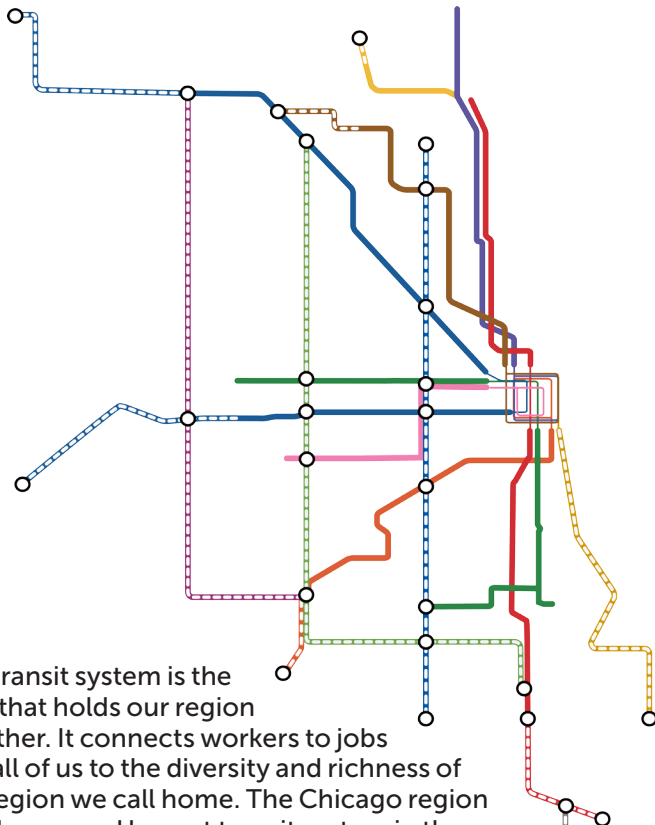 ransit system is the
that holds our region
ther. It connects workers to jobs
all of us to the diversity and richness of
egion we call home. The Chicago region